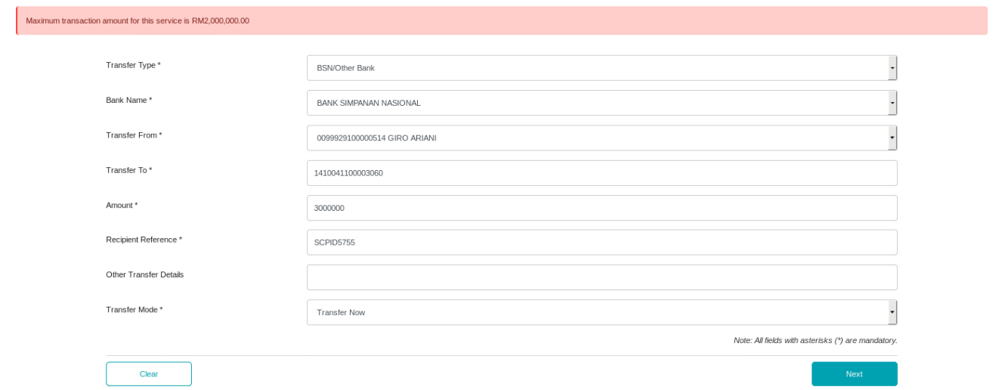 Maximum transaction amount for this service is RM2,000,000.00
Transfer Type * BSN/Other Bank
Bank Name * BANK SIMPANAN NASIONAL
Transfer From * 0099929100000514 GIRO ARIANI
Transfer To * 1410041100003060
Amount * 3000000
Recipient Reference * SCPID5755
Other Transfer Details
Transfer Mode * Transfer Now
Note: All fields with asterisks (*) are mandatory.
Clear Next